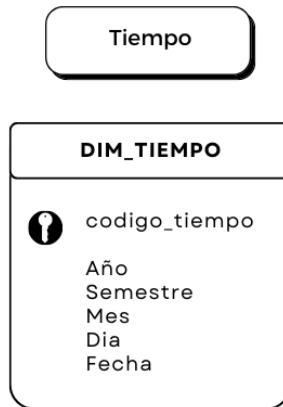 Tiempo
DIM_TIEMPO
codigo_tiempo
Año
Semestre
Mes
Dia
Fecha